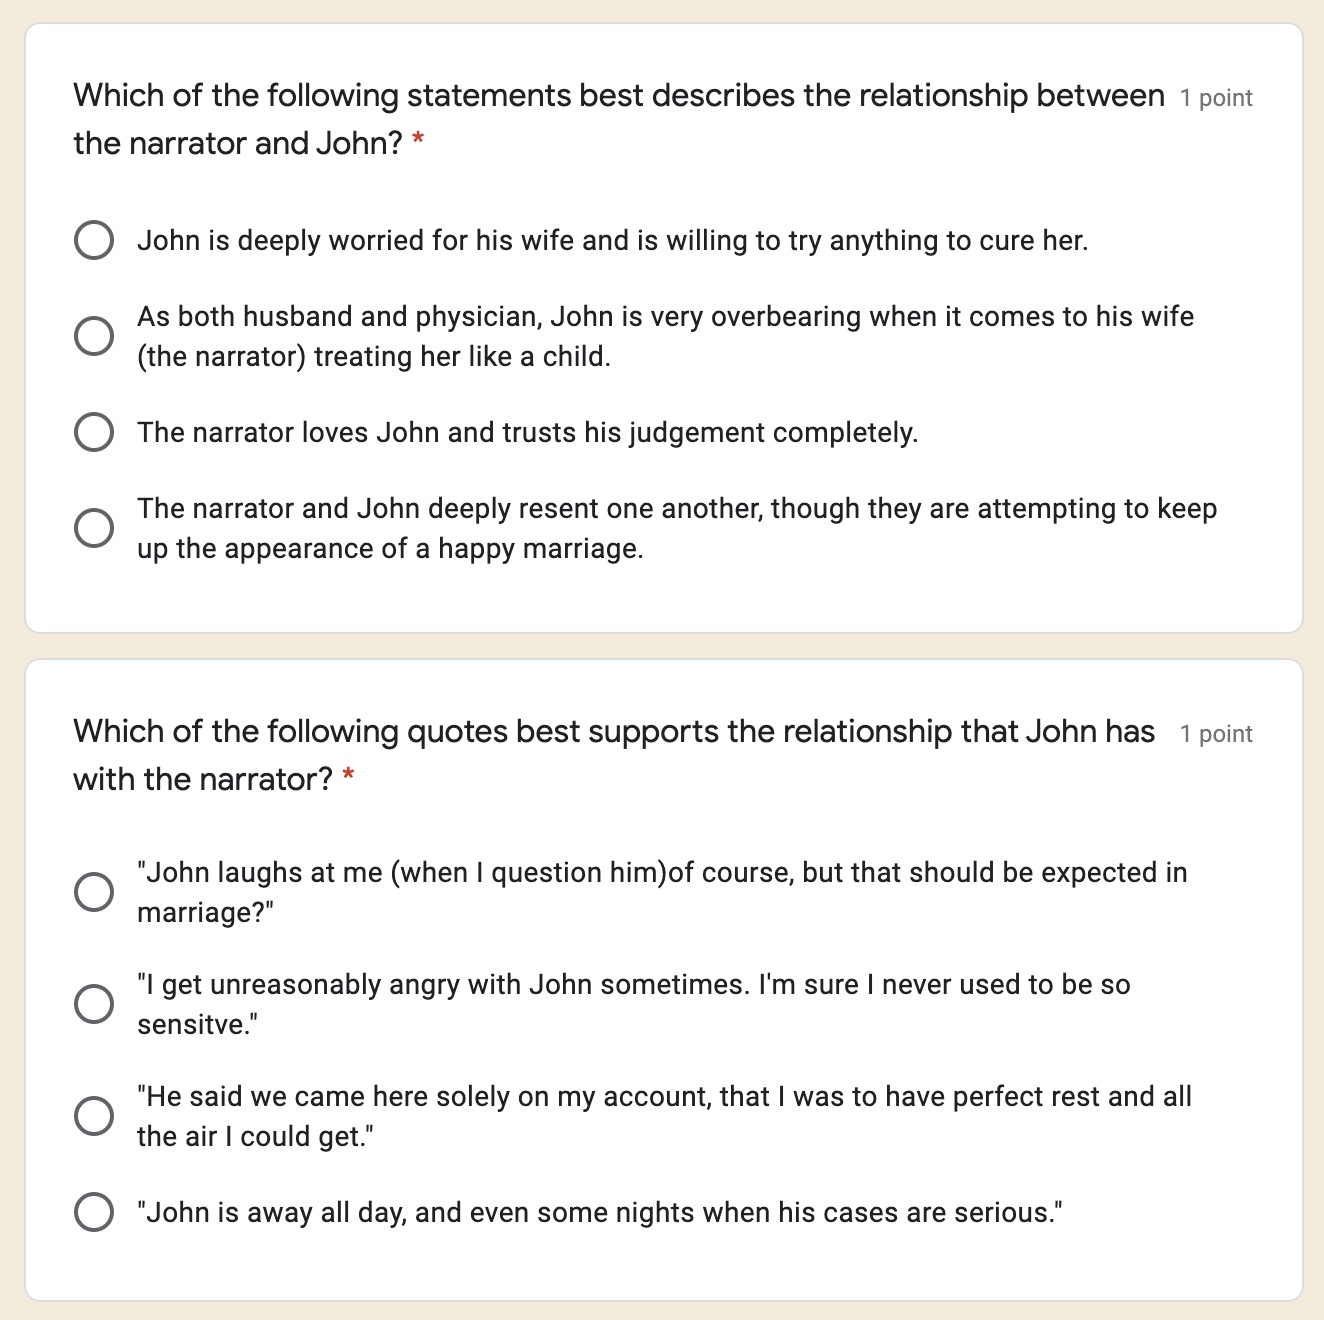 Which of the following statements best describes the relationship between 1 point
the narrator and John? *
John is deeply worried for his wife and is willing to try anything to cure her.
As both husband and physician, John is very overbearing when it comes to his wife
(the narrator) treating her like a child.
The narrator loves John and trusts his judgement completely.
The narrator and John deeply resent one another, though they are attempting to keep
up the appearance of a happy marriage.
Which of the following quotes best supports the relationship that John has 1 point
with the narrator? *
"John laughs at me (when I question him)of course, but that should be expected in
marriage?"
"I get unreasonably angry with John sometimes. I'm sure I never used to be so
sensitve."
"He said we came here solely on my account, that I was to have perfect rest and all
the air I could get."
"John is away all day, and even some nights when his cases are serious."